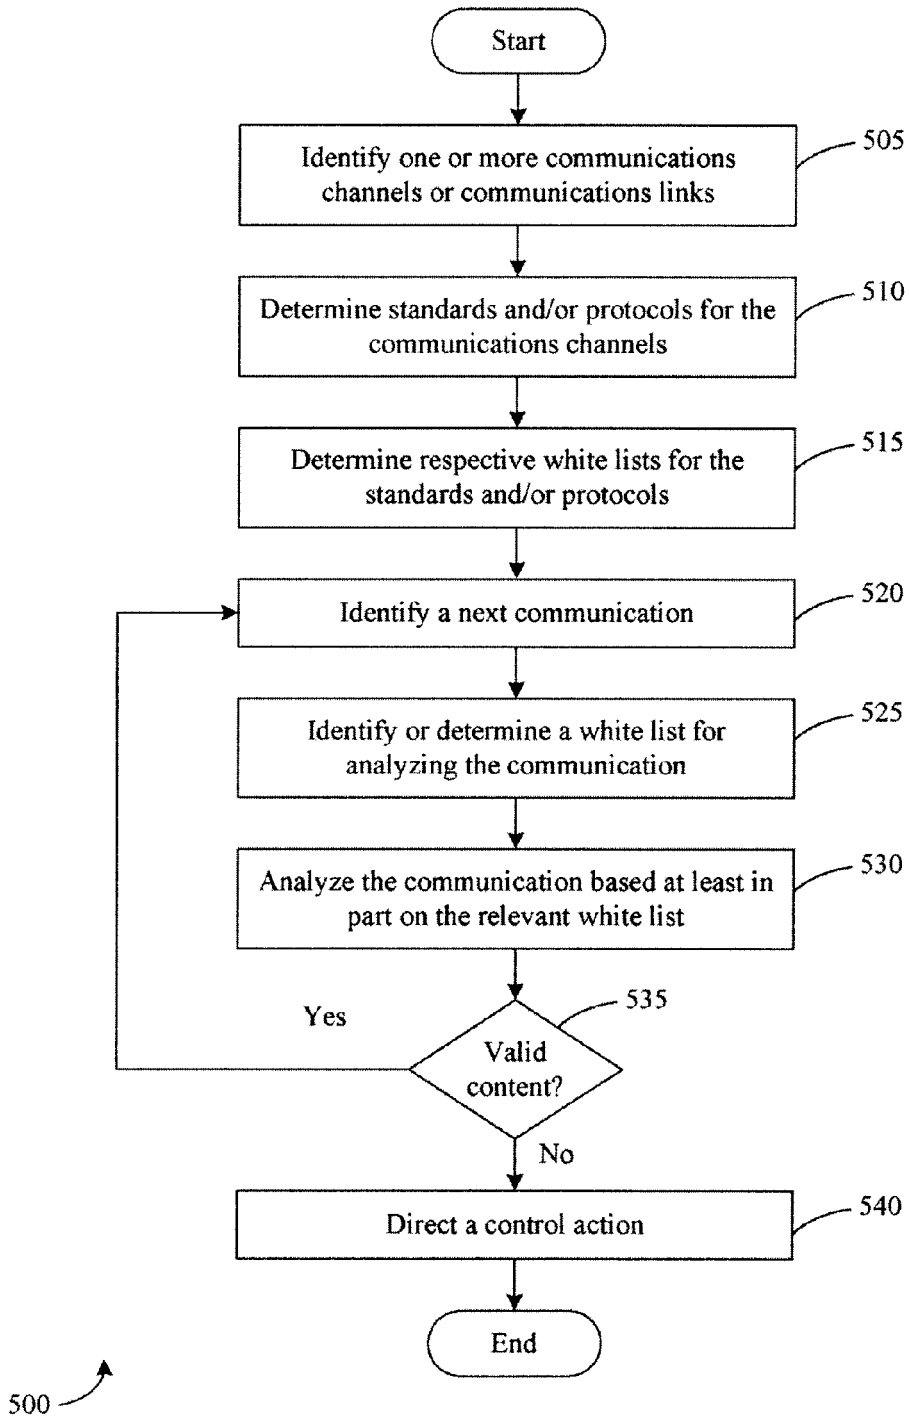 Start
505
Identify one or more communications
channels or communications links
510
Determine standards and/or protocols for the
communications channels
515
Determine respective white lists for the
standards and/or protocols
520
Identify a next communication
525
Identify or determine a white list for
analyzing the communication
530
Analyze the communication based at least in
part on the relevant white list
535
Yes
Valid
content?
No
540
Direct a control action
End
500